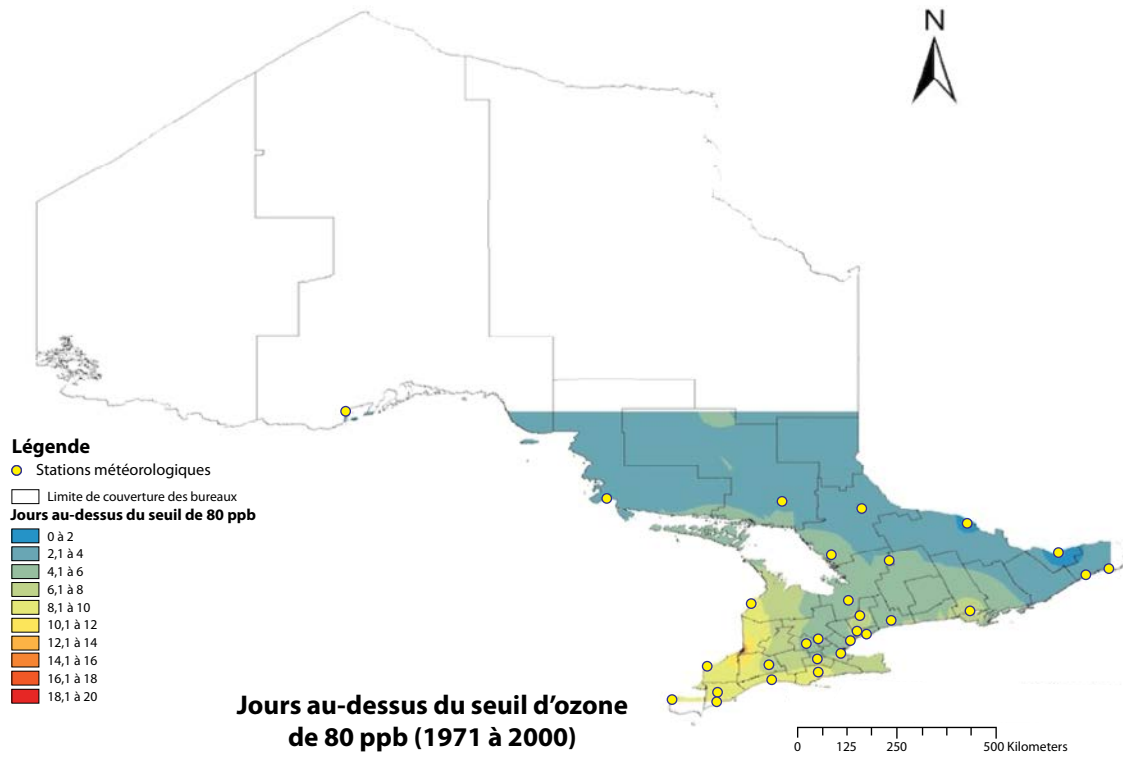 N
Légende
Stations météorologiques
Limite de couverture des bureaux
Jours au-dessus du seuil de 80 ppb
0 à 2
2,1 à 4
4,1 à 6
6,1 à 8
8,1 à 10
10,1 à 12
12,1 à 14
14,1 à 16
16,1 à 18
18,1 à 20
Jours au-dessus du seuil d'ozone
de 80 ppb (1971 à 2000)
0 125 250 500 Kilometers